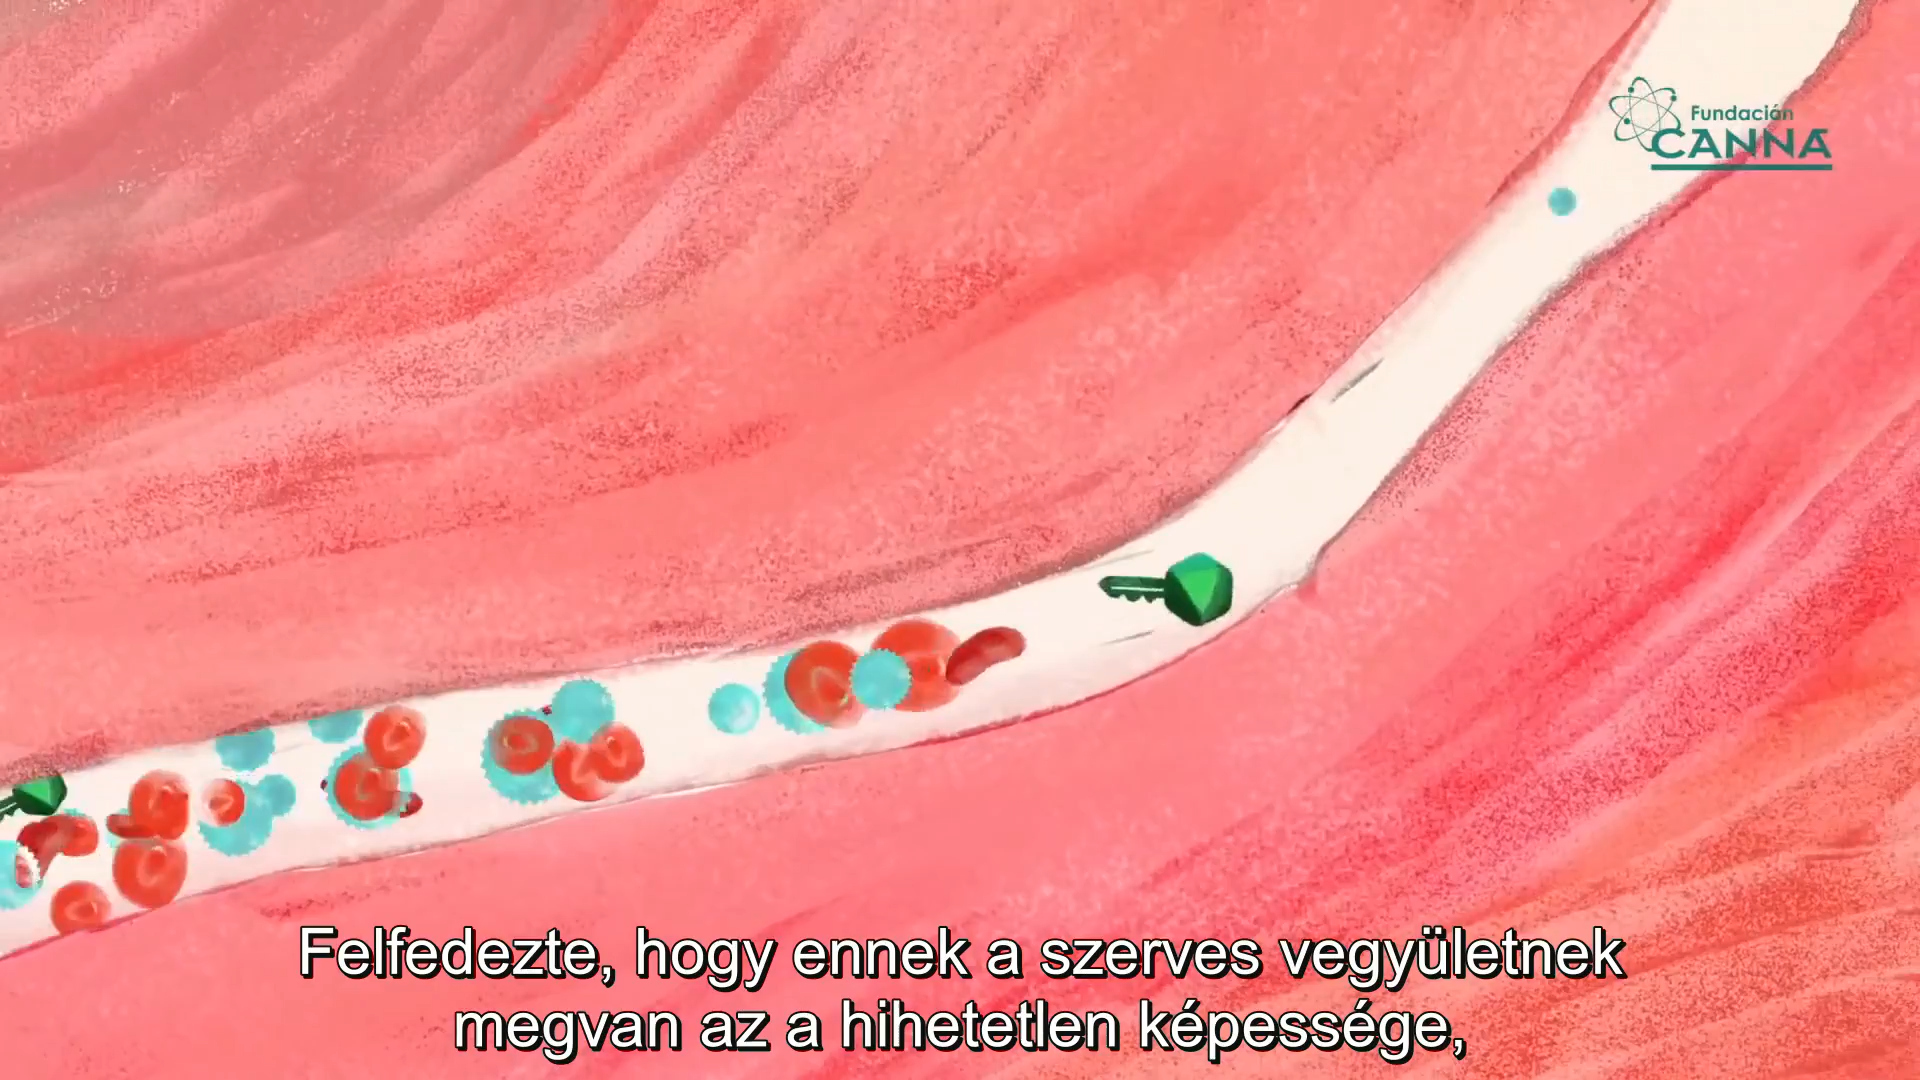 Fundación
CANNA
Felfedezte, hogy ennek a szerves vegyületnek
megvan az a hihetetlen képessége,